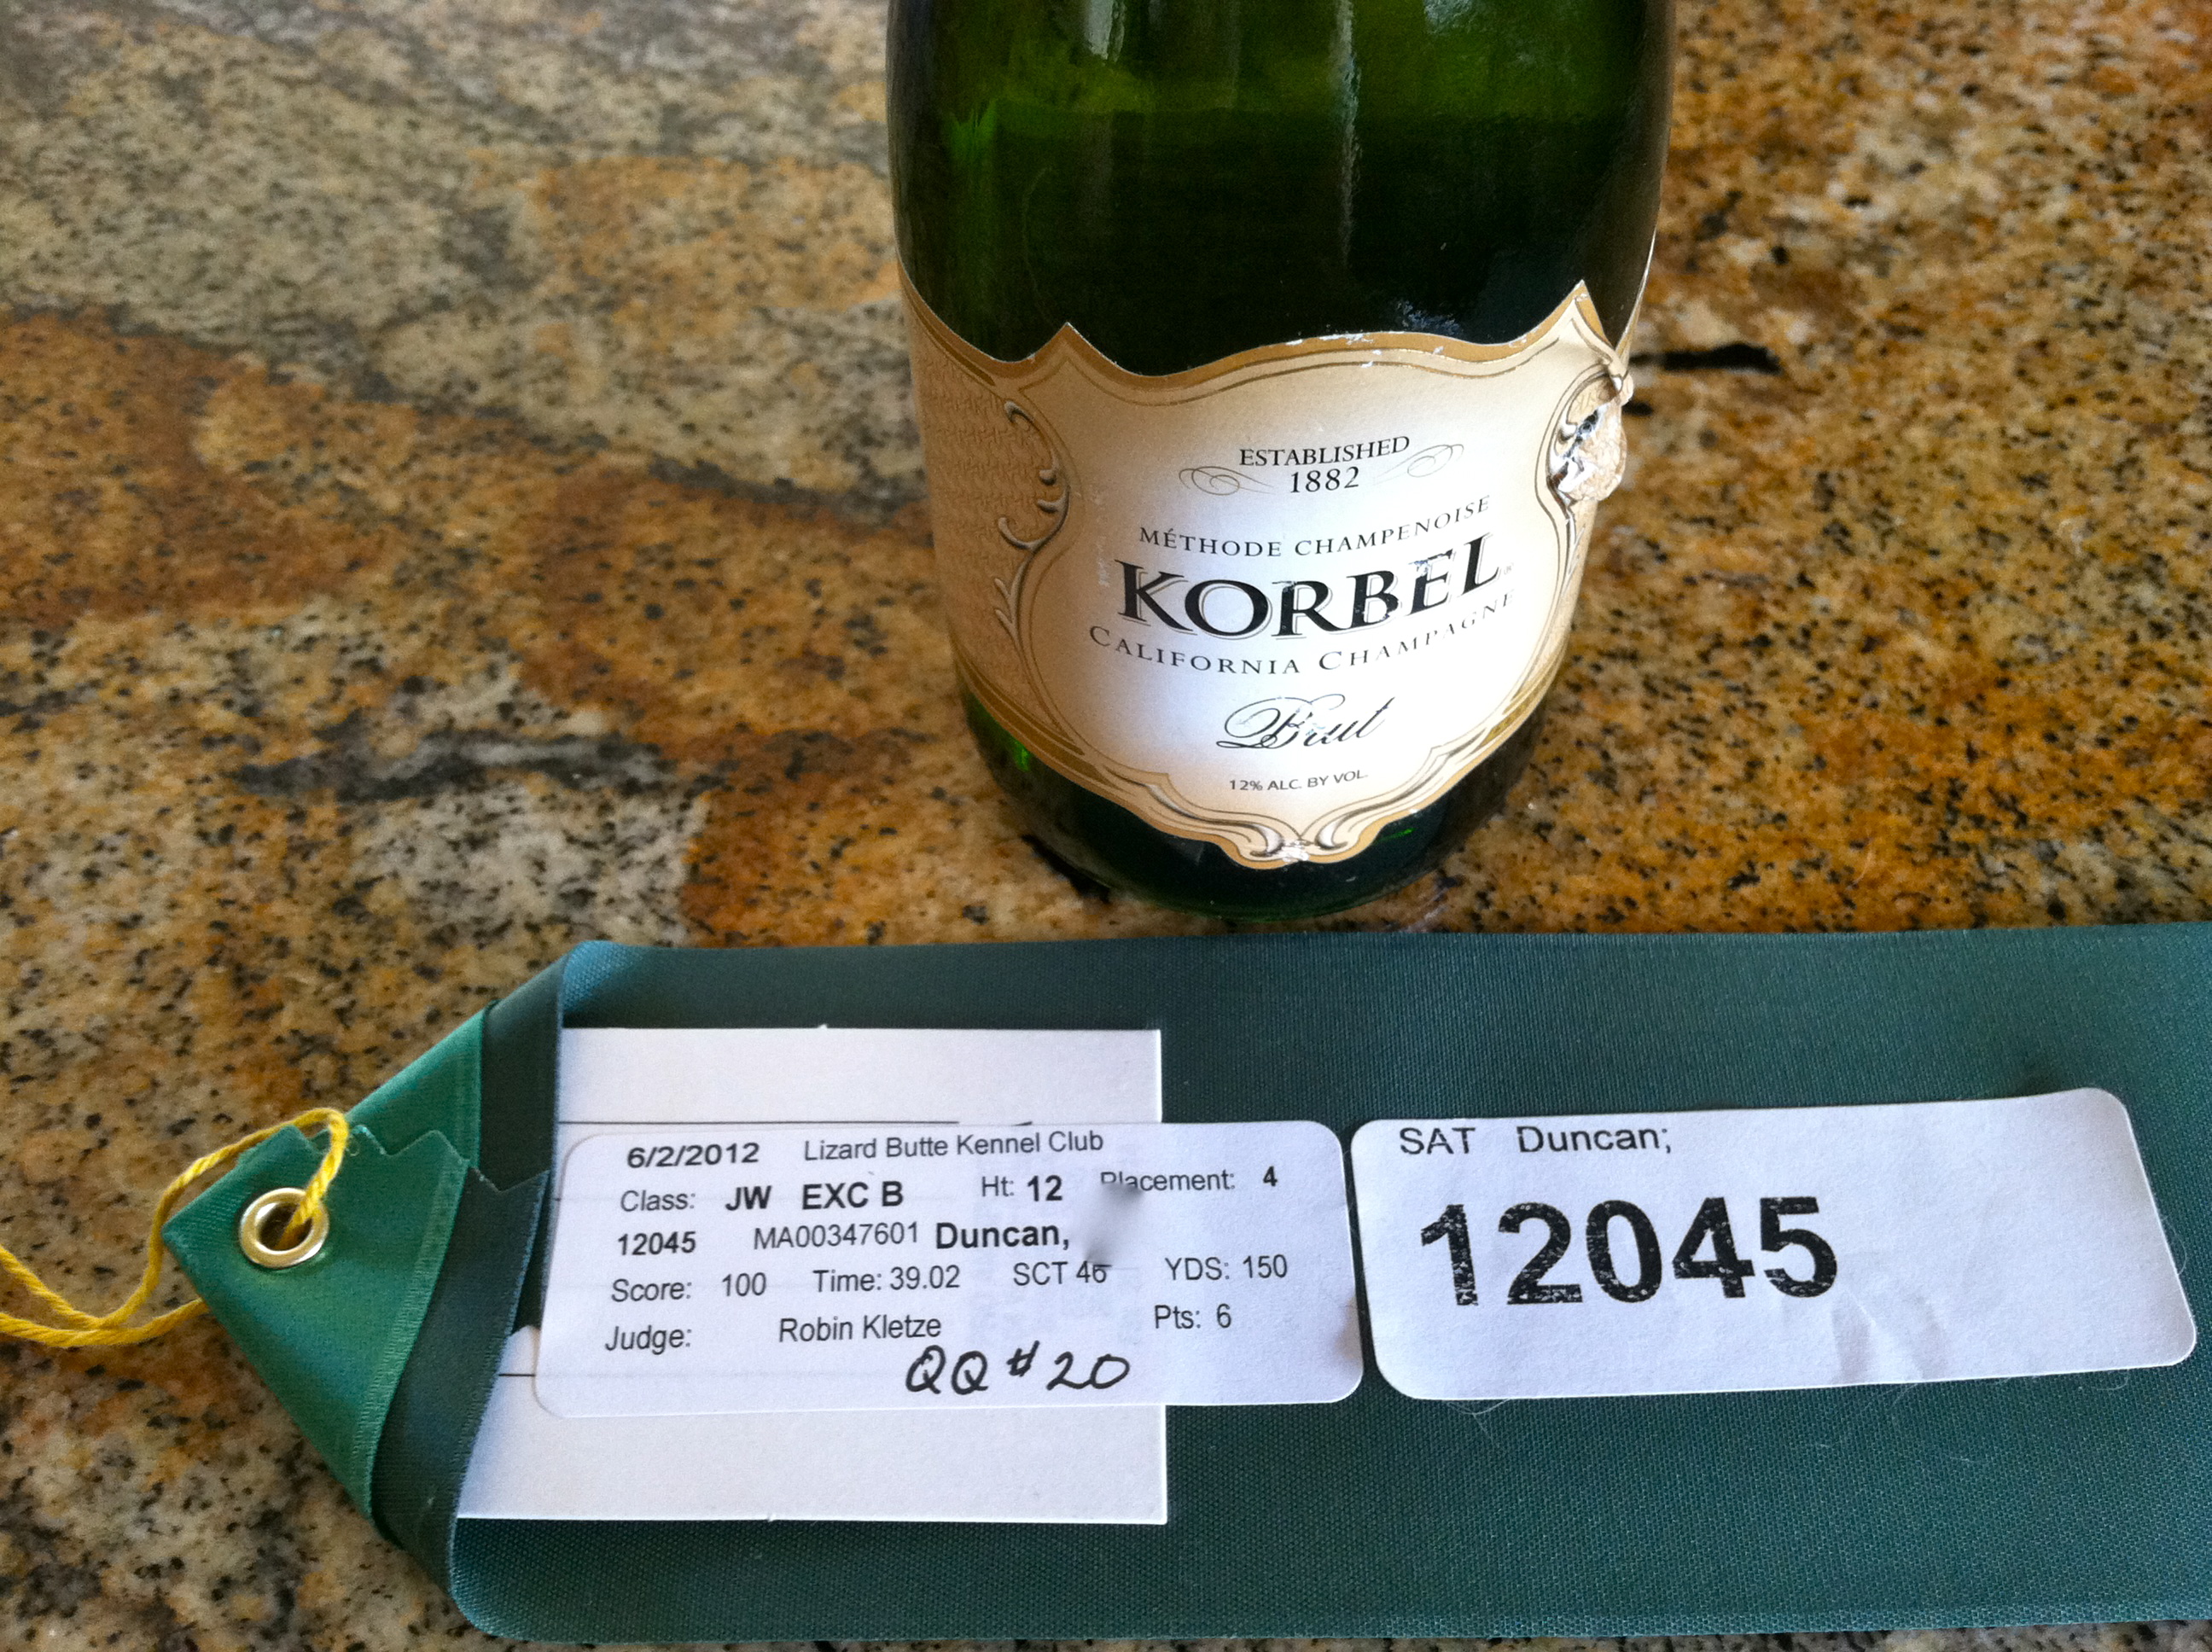 ESTABLISHED
1882
MÉTHODE CHAMPENOISE
KORBEL
CALIFORNIA CHAMPAGNE
Brut
12% ALC. BY VOL.
6/2/2012 Lizard Butte Kennel Club
Class: JW EXC B Ht: 12 Placement: 4
12045 MA00347601 Duncan,
Score: 100 Time: 39.02 SCT 46 YDS: 150
Judge: Robin Kletze Pts: 6
QQ #20
SAT Duncan;
12045